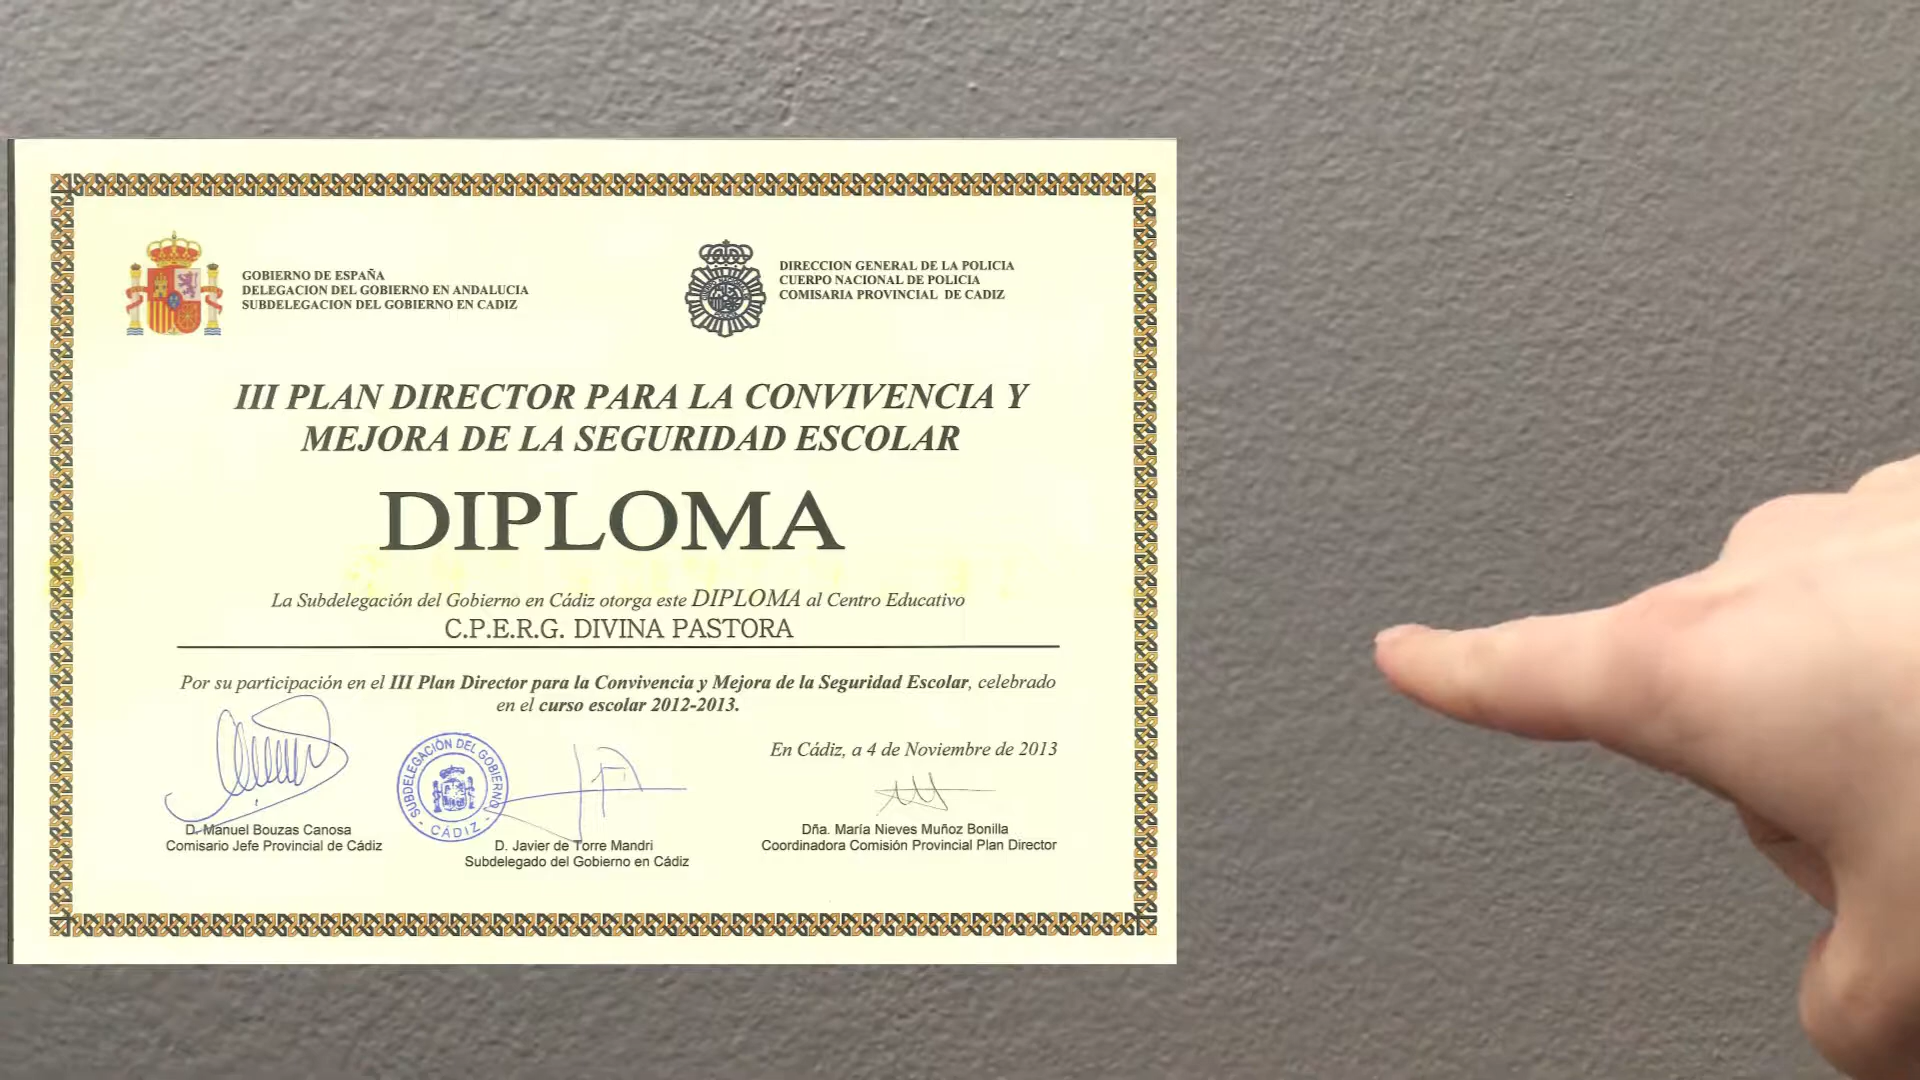 GOBIERNO DE ESPAÑA
DELEGACION DEL GOBIERNO EN ANDALUCIA
SUBDELEGACION DEL GOBIERNO EN CADIZ
DIRECCION GENERAL DE LA POLICIA
CUERPO NACIONAL DE POLICIA
COMISARIA PROVINCIAL DE CADIZ
III PLAN DIRECTOR PARA LA CONVIVENCIA Y
MEJORA DE LA SEGURIDAD ESCOLAR
DIPLOMA
La Subdelegación del Gobierno en Cádiz otorga este DIPLOMA al Centro Educativo
C.P.E.R.G. DIVINA PASTORA
Por su participación en el III Plan Director para la Convivencia y Mejora de la Seguridad Escolar, celebrado
en el curso escolar 2012-2013.
En Cádiz, a 4 de Noviembre de 2013
SUBDELEGACIÓN DEL GOBIERNO
- CÁDIZ -
D. Manuel Bouzas Canosa
Comisario Jefe Provincial de Cádiz
D. Javier de Torre Mandri
Subdelegado del Gobierno en Cádiz
Dña. María Nieves Muñoz Bonilla
Coordinadora Comisión Provincial Plan Director